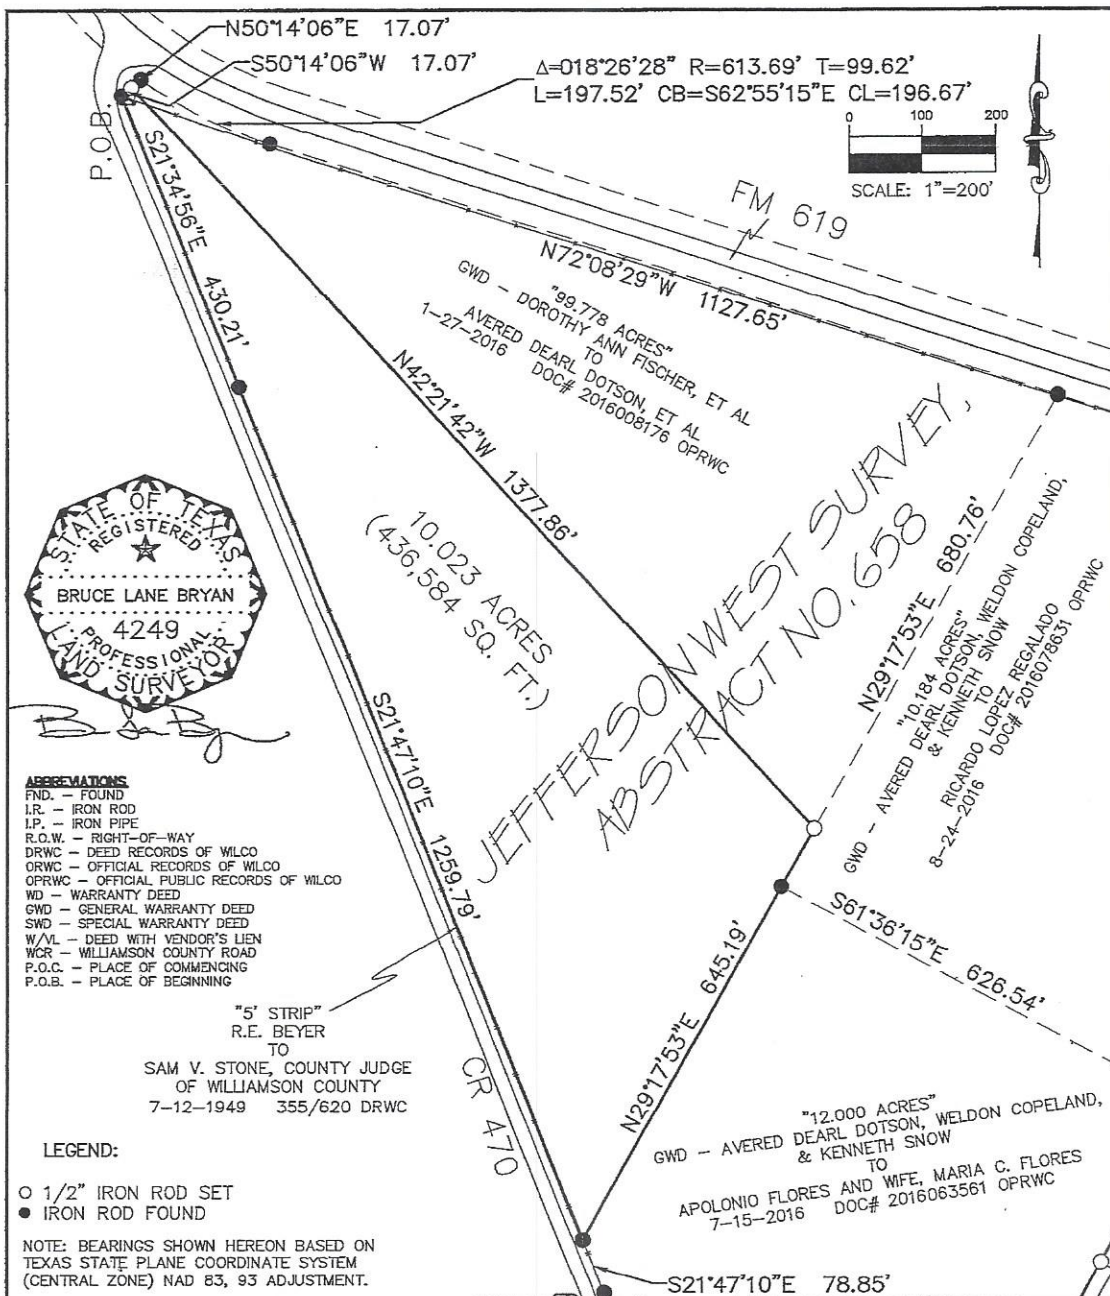 N50°14'06"E 17.07'
S50°14'06"W 17.07'
Δ=018°26'28" R=613.69' T=99.62'
L=197.52' CB=S62°55'15"E CL=196.67'
0 100 200
SCALE: 1"=200'
P.O.B.
S21°34'56"E 430.21'
FM 619
N72°08'29"W 1127.65'
"99.778 ACRES"
GWD - DOROTHY ANN FISCHER, ET AL
TO
AVERED DEARL DOTSON, ET AL
1-27-2016 DOC# 2016008176 OPRWC
N42°21'42"W 1377.86'
10.023 ACRES
(436,584 SQ. FT.)
JEFFERSON WEST SURVEY,
ABSTRACT NO. 658
N29°17'53"E 680.76'
"10.184 ACRES"
GWD - AVERED DEARL DOTSON, WELDON COPELAND,
& KENNETH SNOW
TO
RICARDO LOPEZ REGALADO
8-24-2016 DOC# 2016078631 OPRWC
STATE OF TEXAS
REGISTERED
BRUCE LANE BRYAN
4249
PROFESSIONAL
LAND SURVEYOR
S21°47'10"E 1259.79'
ABBREVIATIONS
FND. - FOUND
I.R. - IRON ROD
I.P. - IRON PIPE
R.O.W. - RIGHT-OF-WAY
DRWC - DEED RECORDS OF WILCO
ORWC - OFFICIAL RECORDS OF WILCO
OPRWC - OFFICIAL PUBLIC RECORDS OF WILCO
WD - WARRANTY DEED
GWD - GENERAL WARRANTY DEED
SWD - SPECIAL WARRANTY DEED
W/VL - DEED WITH VENDOR'S LIEN
WCR - WILLIAMSON COUNTY ROAD
P.O.C. - PLACE OF COMMENCING
P.O.B. - PLACE OF BEGINNING
S61°36'15"E 626.54'
N29°17'53"E 645.19'
"5' STRIP"
R.E. BEYER
TO
SAM V. STONE, COUNTY JUDGE
OF WILLIAMSON COUNTY
7-12-1949 355/620 DRWC
CR 470
"12.000 ACRES"
GWD - AVERED DEARL DOTSON, WELDON COPELAND,
& KENNETH SNOW
TO
APOLONIO FLORES AND WIFE, MARIA C. FLORES
7-15-2016 DOC# 2016063561 OPRWC
LEGEND:
1/2" IRON ROD SET
IRON ROD FOUND
NOTE: BEARINGS SHOWN HEREON BASED ON
TEXAS STATE PLANE COORDINATE SYSTEM
(CENTRAL ZONE) NAD 83, 93 ADJUSTMENT.
S21°47'10"E 78.85'